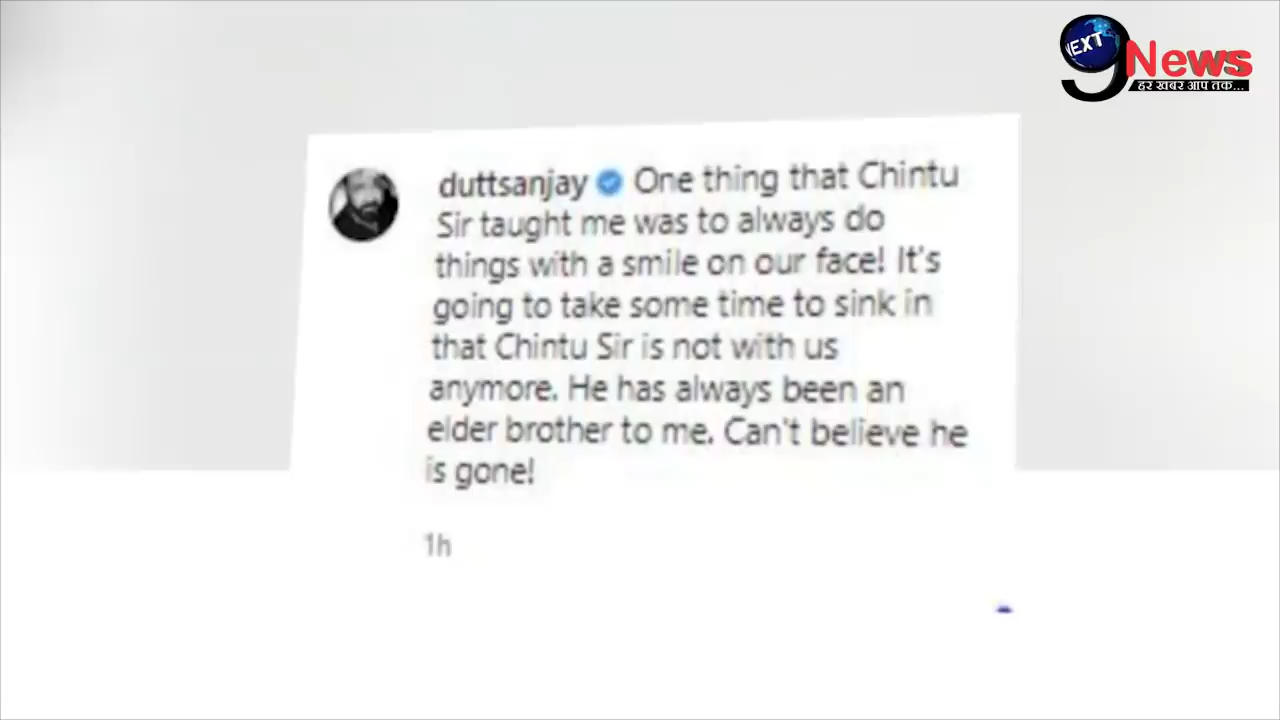 NEXT
9News
हर खबर आप तक...
duttsanjay One thing that Chintu
Sir taught me was to always do
things with a smile on our face! It's
going to take some time to sink in
that Chintu Sir is not with us
anymore. He has always been an
elder brother to me. Can't believe he
is gone!
1h